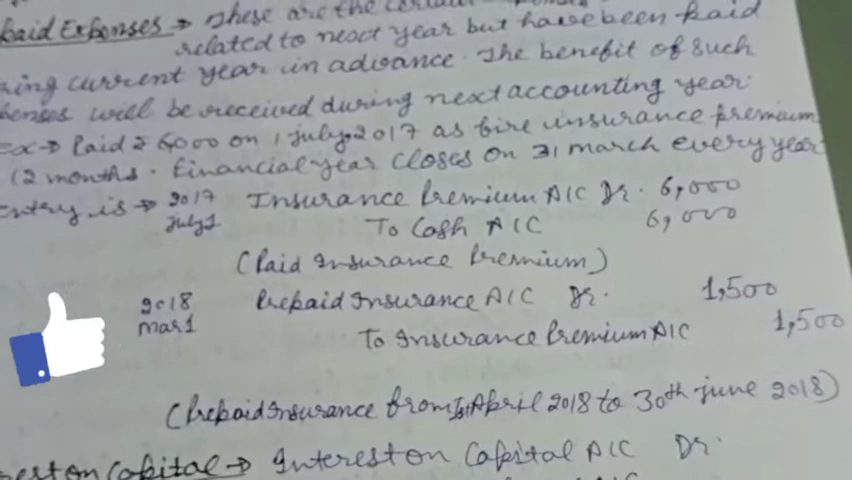 paid Expenses → These are the
related to next year but have been paid
ring current year in advance. The benefit of such
penses will be received during next accounting year.
ex → Paid ₹ 6000 on 1 July 2017 as fire insurance premium
12 months. Financial year closes on 31 march every year
Entry is → 2017 Insurance Premium A/C Dr. 6,000
July 1 To Cash A/C 6,000
(Paid Insurance Premium)
2018 Prepaid Insurance A/C Dr. 1,500
mar 1 To Insurance Premium A/C 1,500
(Prepaid Insurance from 1st April 2018 to 30th june 2018)
rest on Capital → Interest on Capital A/C Dr.